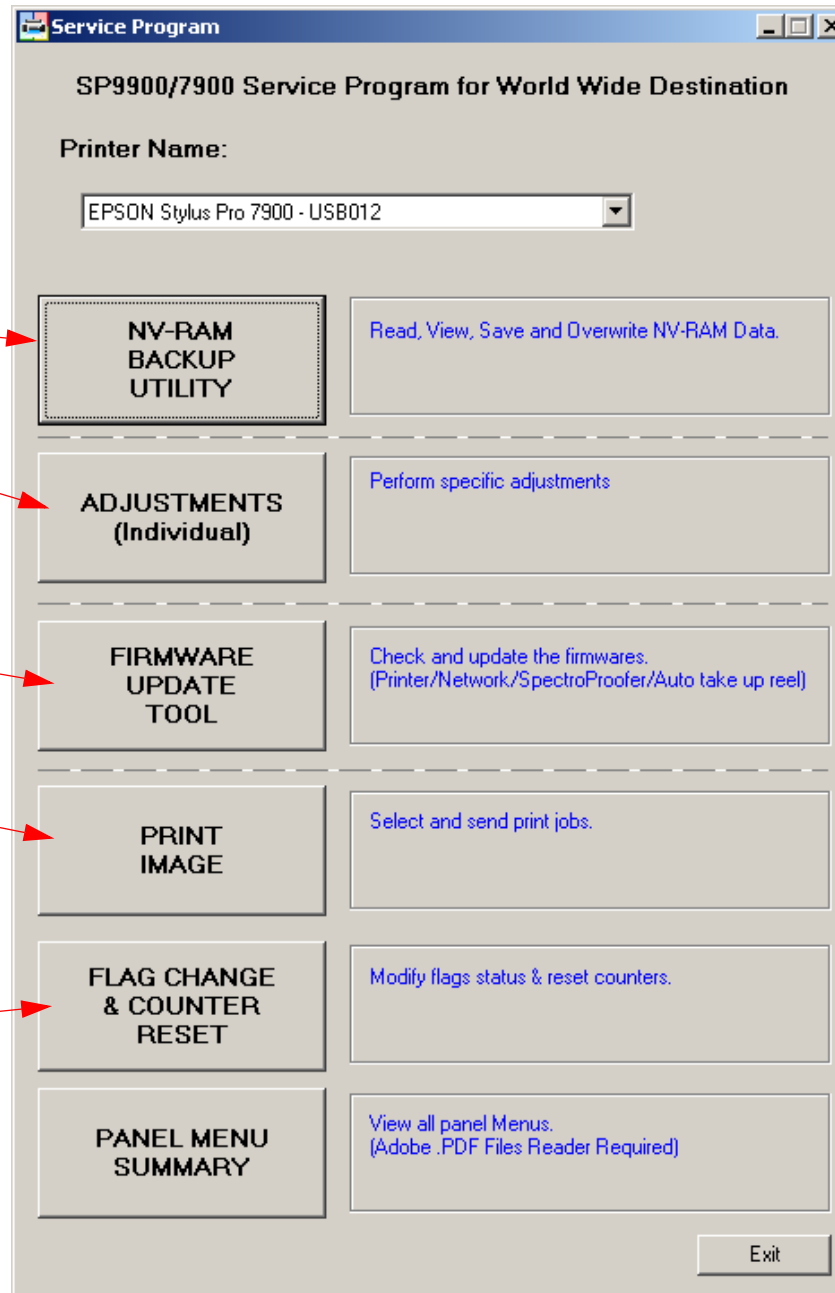 Service Program
SP9900/7900 Service Program for World Wide Destination
Printer Name:
EPSON Stylus Pro 7900 - USB012
NV-RAM
BACKUP
UTILITY
Read, View, Save and Overwrite NV-RAM Data.
ADJUSTMENTS
(Individual)
Perform specific adjustments
FIRMWARE
UPDATE
TOOL
Check and update the firmwares.
(Printer/Network/SpectroProofer/Auto take up reel)
PRINT
IMAGE
Select and send print jobs.
FLAG CHANGE
& COUNTER
RESET
Modify flags status & reset counters.
PANEL MENU
SUMMARY
View all panel Menus.
(Adobe .PDF Files Reader Required)
Exit